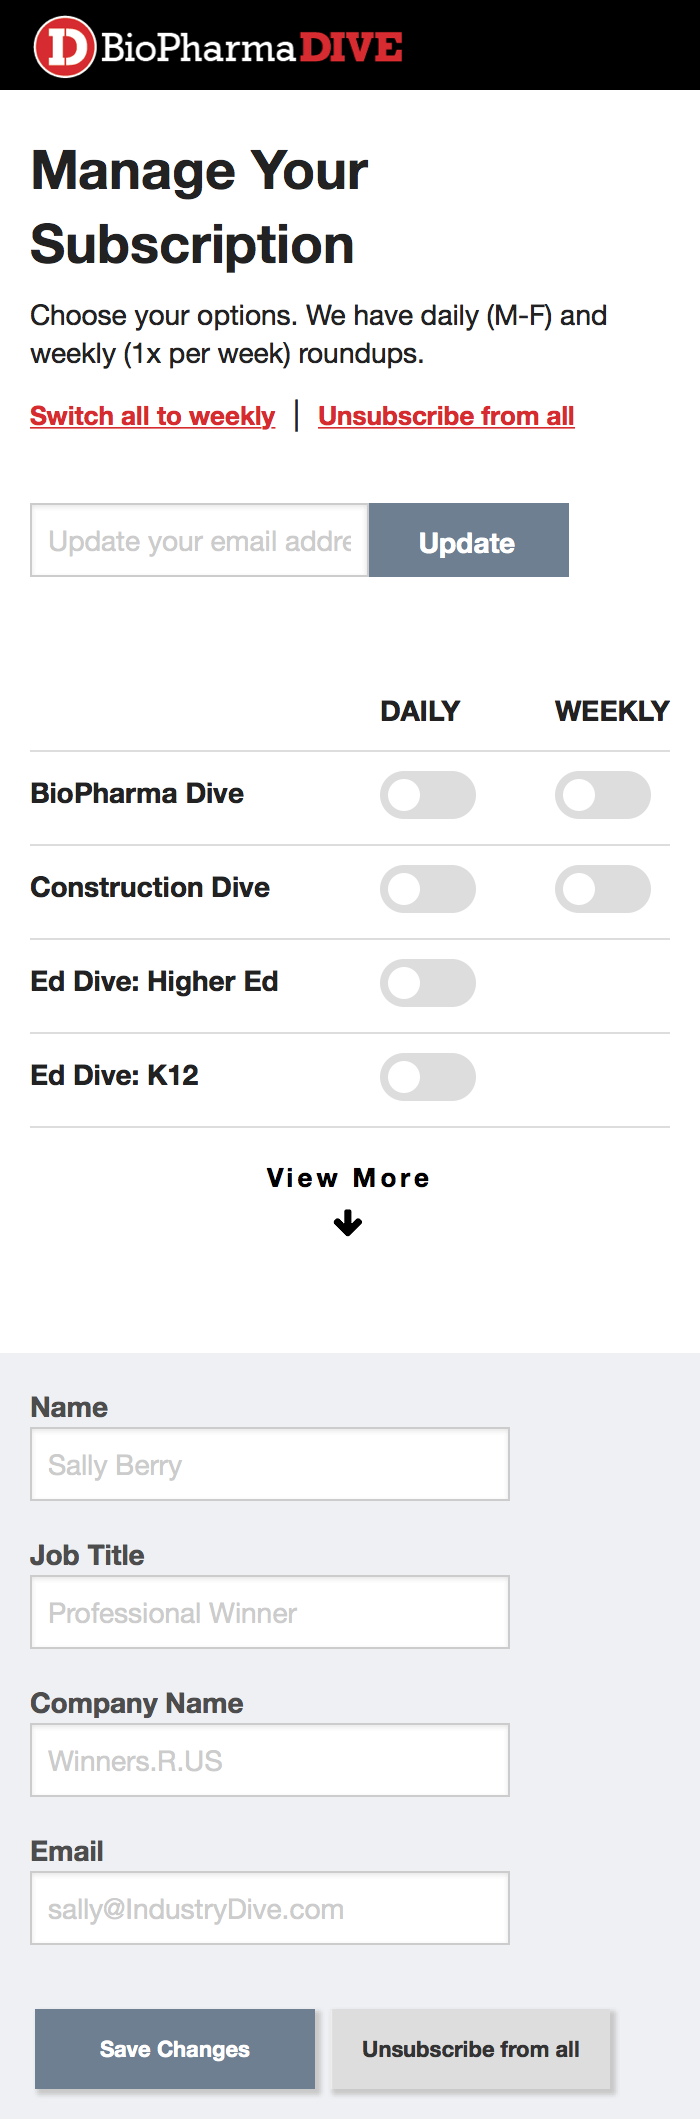 D BioPharma DIVE
Manage Your
Subscription
Choose your options. We have daily (M-F) and
weekly (1x per week) roundups.
Switch all to weekly | Unsubscribe from all
Update your email addre Update
DAILY WEEKLY
BioPharma Dive
Construction Dive
Ed Dive: Higher Ed
Ed Dive: K12
View More
Name
Sally Berry
Job Title
Professional Winner
Company Name
Winners.R.US
Email
sally@IndustryDive.com
Save Changes Unsubscribe from all